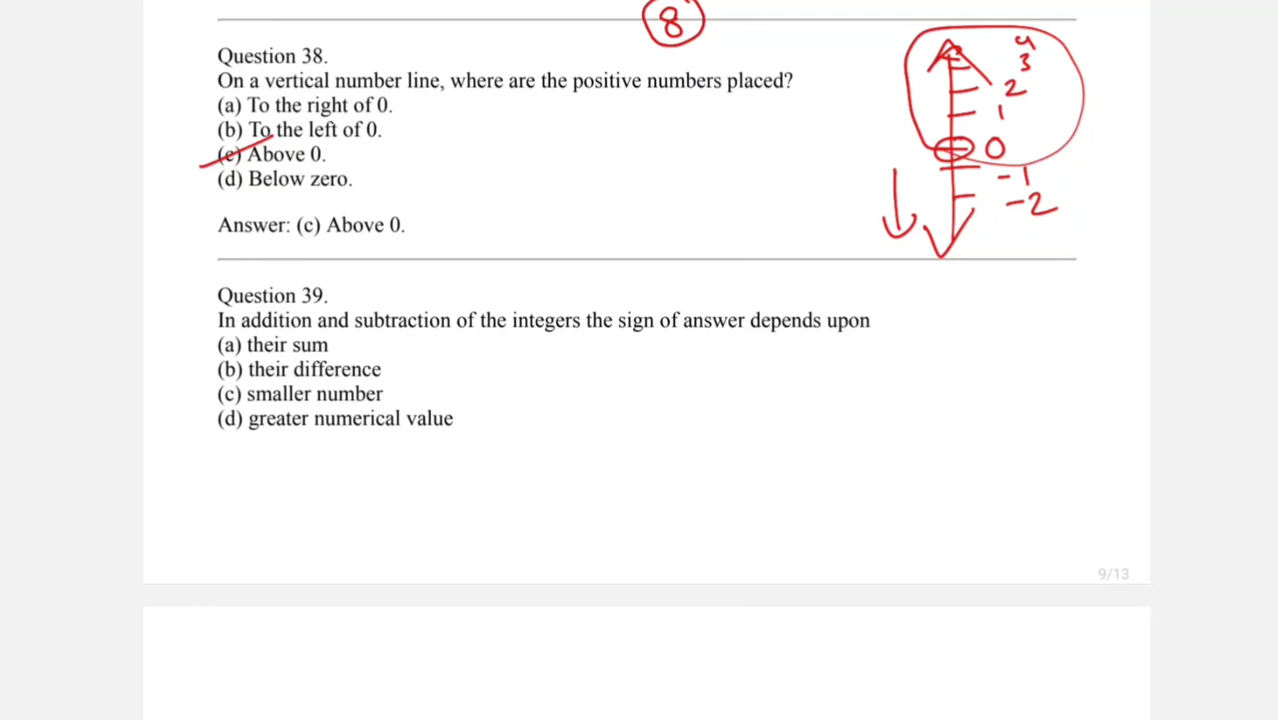 8
Question 38.
On a vertical number line, where are the positive numbers placed?
(a) To the right of 0.
(b) To the left of 0.
(c) Above 0.
(d) Below zero.
Answer: (c) Above 0.
4
3
2
1
0
-1
-2
Question 39.
In addition and subtraction of the integers the sign of answer depends upon
(a) their sum
(b) their difference
(c) smaller number
(d) greater numerical value
9/13